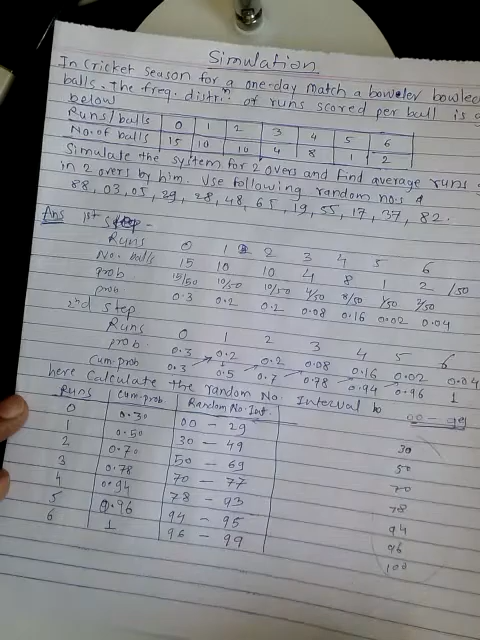 Simulation
In Cricket season for a one-day match a bowler bowled
balls. The freq. distriⁿ of runs scored per ball is
below
Runs/balls 0 1 2 3 4 5 6
No. of balls 15 10 10 4 8 1 2
Simulate the system for 2 overs and find average runs
in 2 overs by him. Use following random nos
88, 03, 05, 29, 28, 48, 65, 19, 55, 17, 37, 82.
Ans 1st step -
Runs 0 1 2 3 4 5 6
No. balls 15 10 10 4 8 1 2 /50
prob 15/50 10/50 10/50 4/50 8/50 1/50 2/50
prob 0.3 0.2 0.2 0.08 0.16 0.02 0.04
2nd step
Runs 0 1 2 3 4 5 6
prob. 0.3 0.2 0.2 0.08 0.16 0.02 0.04
Cum.prob 0.3 0.5 0.7 0.78 0.94 0.96 1
here Calculate the random No. Interval b 00 - 99
Runs Cum.prob Random No. Int.
0 0.30 00 - 29 30
1 0.50 30 - 49 50
2 0.70 50 - 69 70
3 0.78 70 - 77 78
4 0.94 78 - 93 94
5 0.96 94 - 95 96
6 1 96 - 99 100